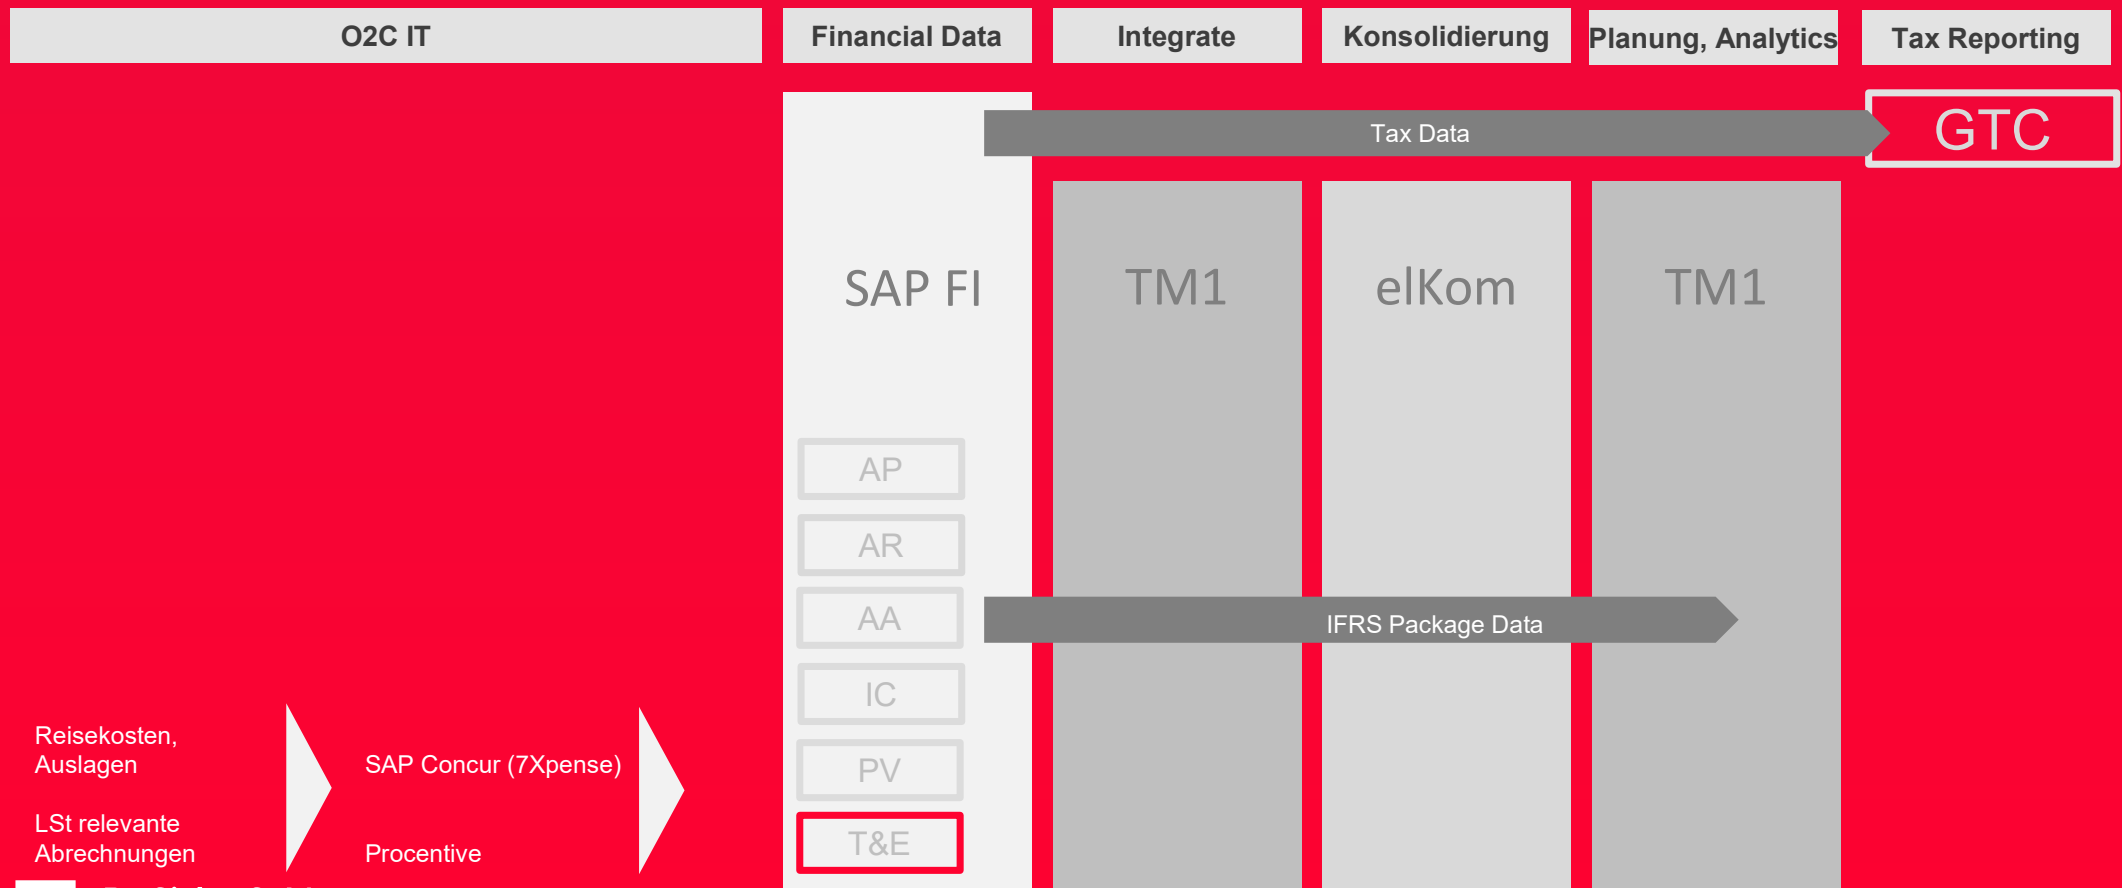 O2C IT
Financial Data
Integrate
Konsolidierung
Planung, Analytics
Tax Reporting
Tax Data
GTC
SAP FI
TM1
elKom
TM1
AP
AR
AA
IFRS Package Data
IC
PV
T&E
Reisekosten,
Auslagen
SAP Concur (7Xpense)
LSt relevante
Abrechnungen
Procentive